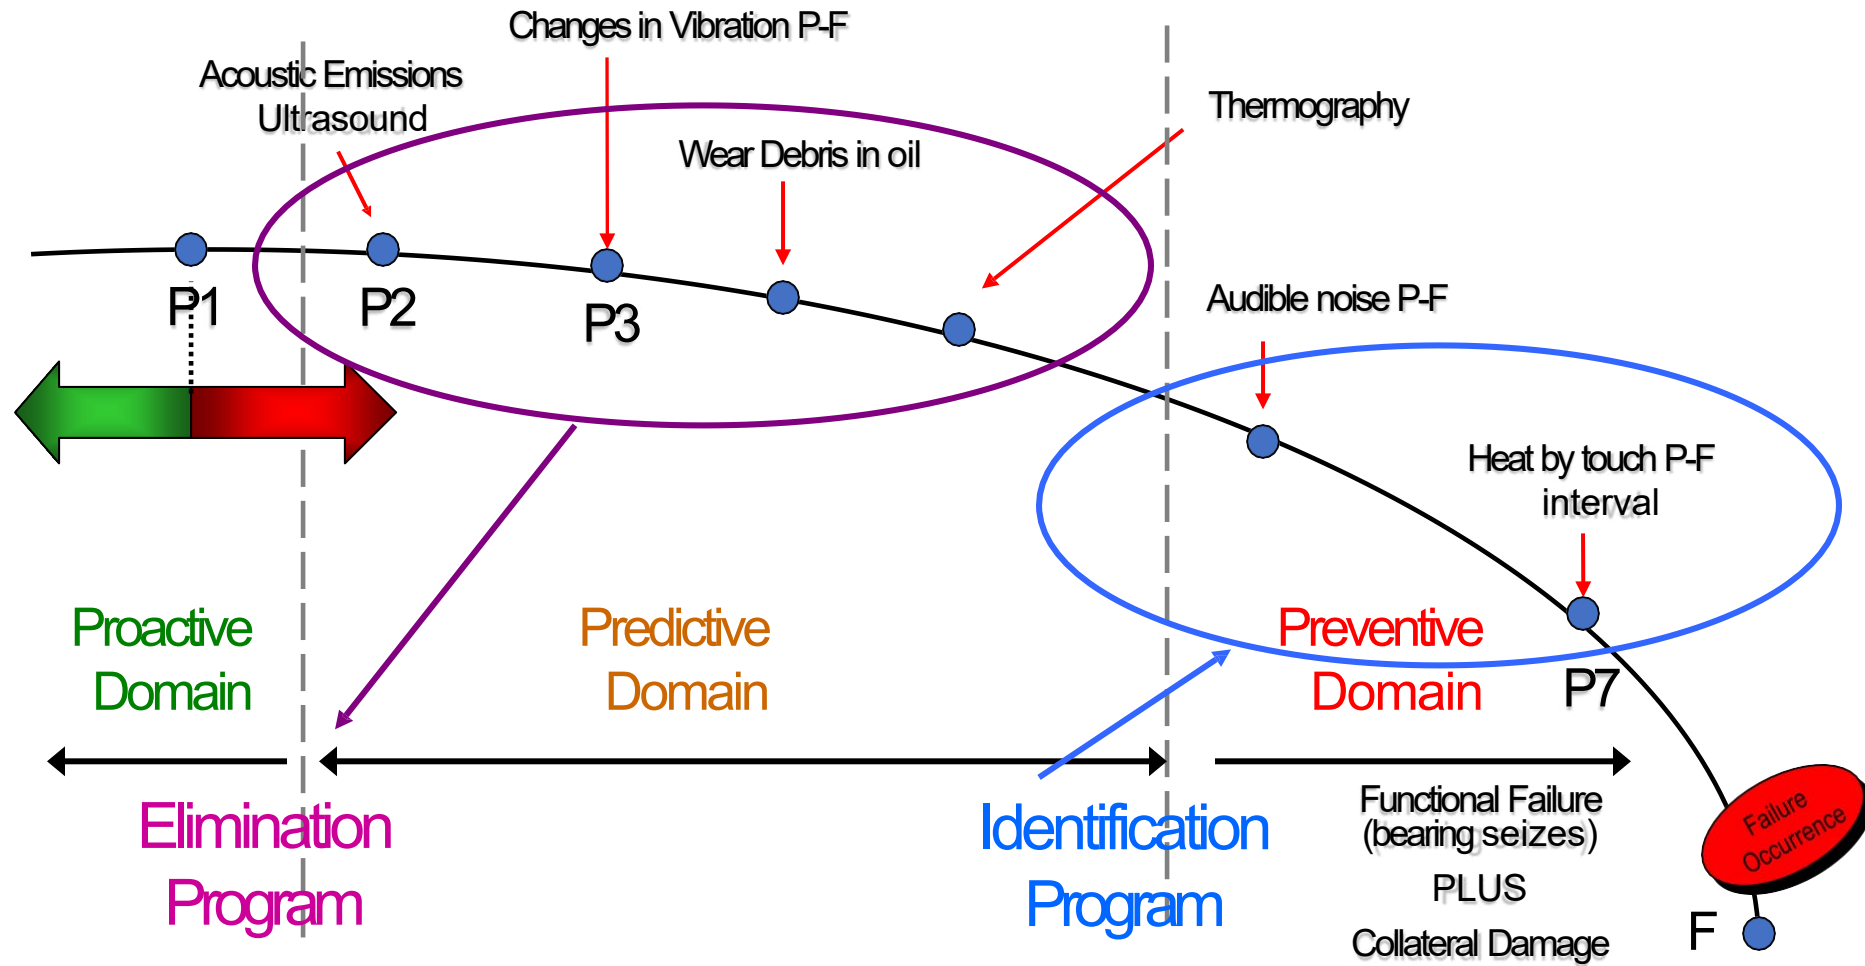 Changes in Vibration P-F
Acoustic Emissions
Ultrasound
Thermography
Wear Debris in oil
P1
P2
P3
Audible noise P-F
Heat by touch P-F
interval
Proactive
Domain
Predictive
Domain
Preventive
Domain
P7
Elimination
Program
Identification
Program
Functional Failure
(bearing seizes)
PLUS
Collateral Damage
Failure
Occurrence
F